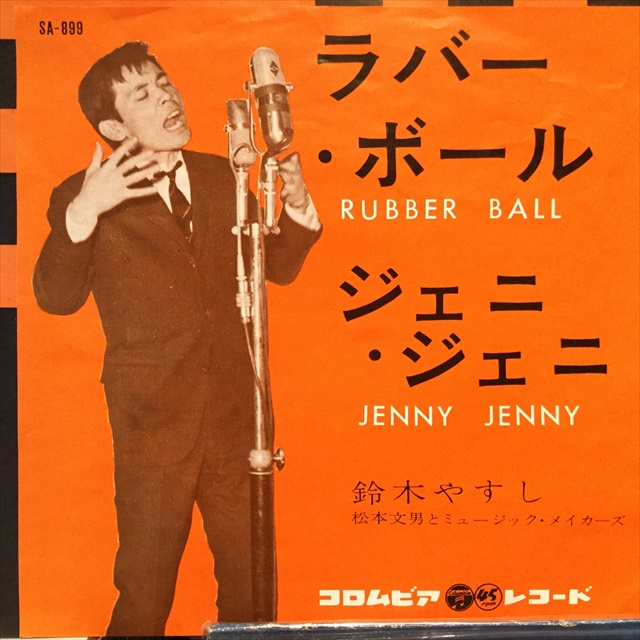 SA-899
ラバー
・ボール
RUBBER BALL
ジェニ
・ジェニ
JENNY JENNY
鈴木やすし
松本文男とミュージック・メイカーズ
コロムビア Columbia 45 rpm レコード